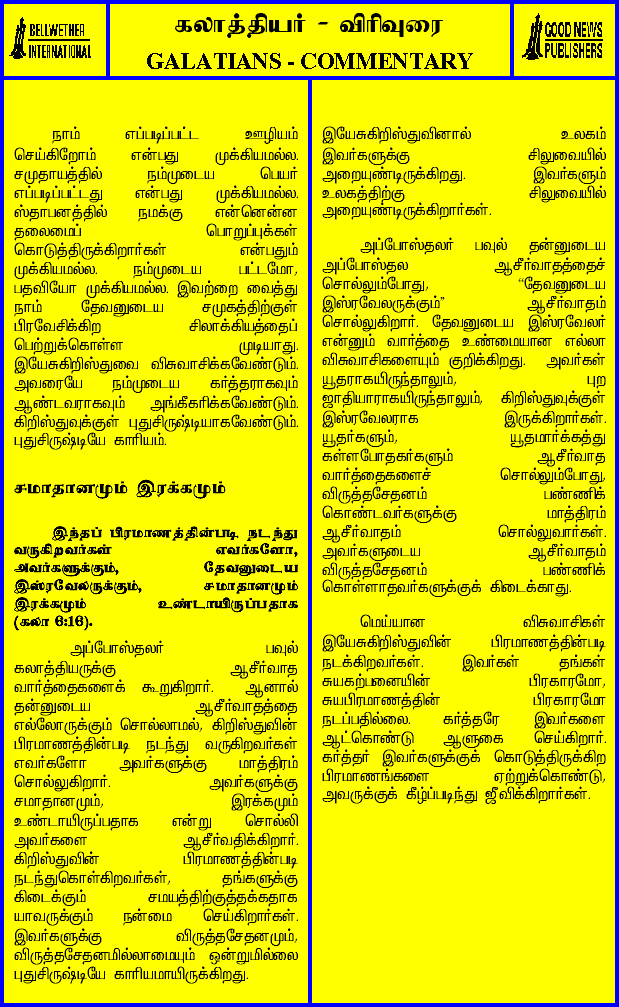 BELLWETHER
INTERNATIONAL
கலாத்தியர் - விரிவுரை
GALATIANS - COMMENTARY
GOOD NEWS
PUBLISHERS
நாம் எப்படிப்பட்ட ஊழியம்
செய்கிறோம் என்பது முக்கியமல்ல.
சமுதாயத்தில் நம்முடைய பெயர்
எப்படிப்பட்டது என்பது முக்கியமல்ல.
ஸ்தாபனத்தில் நமக்கு என்னென்ன
தலைமைப் பொறுப்புக்கள்
கொடுத்திருக்கிறார்கள் என்பதும்
முக்கியமல்ல. நம்முடைய பட்டமோ,
பதவியோ முக்கியமல்ல. இவற்றை வைத்து
நாம் தேவனுடைய சமுகத்திற்குள்
பிரவேசிக்கிற சிலாக்கியத்தைப்
பெற்றுக்கொள்ள முடியாது.
இயேசுகிறிஸ்துவை விசுவாசிக்கவேண்டும்.
அவரையே நம்முடைய கர்த்தராகவும்
ஆண்டவராகவும் அங்கீகரிக்கவேண்டும்.
கிறிஸ்துவுக்குள் புதுசிருஷ்டியாகவேண்டும்.
புதுசிருஷ்டியே காரியம்.
சமாதானமும் இரக்கமும்
இந்தப் பிரமாணத்தின்படி நடந்து
வருகிறவர்கள் எவர்களோ,
அவர்களுக்கும், தேவனுடைய
இஸ்ரவேலருக்கும், சமாதானமும்
இரக்கமும் உண்டாயிருப்பதாக
(கலா 6:16).
அப்போஸ்தலர் பவுல்
கலாத்தியருக்கு ஆசீர்வாத
வார்த்தைகளைக் கூறுகிறார். ஆனால்
தன்னுடைய ஆசீர்வாதத்தை
எல்லோருக்கும் சொல்லாமல், கிறிஸ்துவின்
பிரமாணத்தின்படி நடந்து வருகிறவர்கள்
எவர்களோ அவர்களுக்கு மாத்திரம்
சொல்லுகிறார். அவர்களுக்கு
சமாதானமும், இரக்கமும்
உண்டாயிருப்பதாக என்று சொல்லி
அவர்களை ஆசீர்வதிக்கிறார்.
கிறிஸ்துவின் பிரமாணத்தின்படி
நடந்துகொள்கிறவர்கள், தங்களுக்கு
கிடைக்கும் சமயத்திற்குத்தக்கதாக
யாவருக்கும் நன்மை செய்கிறார்கள்.
இவர்களுக்கு விருத்தசேதனமும்,
விருத்தசேதனமில்லாமையும் ஒன்றுமில்லை
புதுசிருஷ்டியே காரியமாயிருக்கிறது.
இயேசுகிறிஸ்துவினால் உலகம்
இவர்களுக்கு சிலுவையில்
அறையுண்டிருக்கிறது. இவர்களும்
உலகத்திற்கு சிலுவையில்
அறையுண்டிருக்கிறார்கள்.
அப்போஸ்தலர் பவுல் தன்னுடைய
அப்போஸ்தல ஆசீர்வாதத்தைச்
சொல்லும்போது, “தேவனுடைய
இஸ்ரவேலருக்கும்” ஆசீர்வாதம்
சொல்லுகிறார். தேவனுடைய இஸ்ரவேலர்
என்னும் வார்த்தை உண்மையான எல்லா
விசுவாசிகளையும் குறிக்கிறது. அவர்கள்
யூதராகயிருந்தாலும், புற
ஜாதியாராகயிருந்தாலும், கிறிஸ்துவுக்குள்
இஸ்ரவேலராக இருக்கிறார்கள்.
யூதர்களும், யூதமார்க்கத்து
கள்ளபோதகர்களும் ஆசீர்வாத
வார்த்தைகளைச் சொல்லும்போது,
விருத்தசேதனம் பண்ணிக்
கொண்டவர்களுக்கு மாத்திரம்
ஆசீர்வாதம் சொல்லுவார்கள்.
அவர்களுடைய ஆசீர்வாதம்
விருத்தசேதனம் பண்ணிக்
கொள்ளாதவர்களுக்குக் கிடைக்காது.
மெய்யான விசுவாசிகள்
இயேசுகிறிஸ்துவின் பிரமாணத்தின்படி
நடக்கிறவர்கள். இவர்கள் தங்கள்
சுயகற்பனையின் பிரகாரமோ,
சுயபிரமாணத்தின் பிரகாரமோ
நடப்பதில்லை. கர்த்தரே இவர்களை
ஆட்கொண்டு ஆளுகை செய்கிறார்.
கர்த்தர் இவர்களுக்குக் கொடுத்திருக்கிற
பிரமாணங்களை ஏற்றுக்கொண்டு,
அவருக்குக் கீழ்ப்படிந்து ஜீவிக்கிறார்கள்.